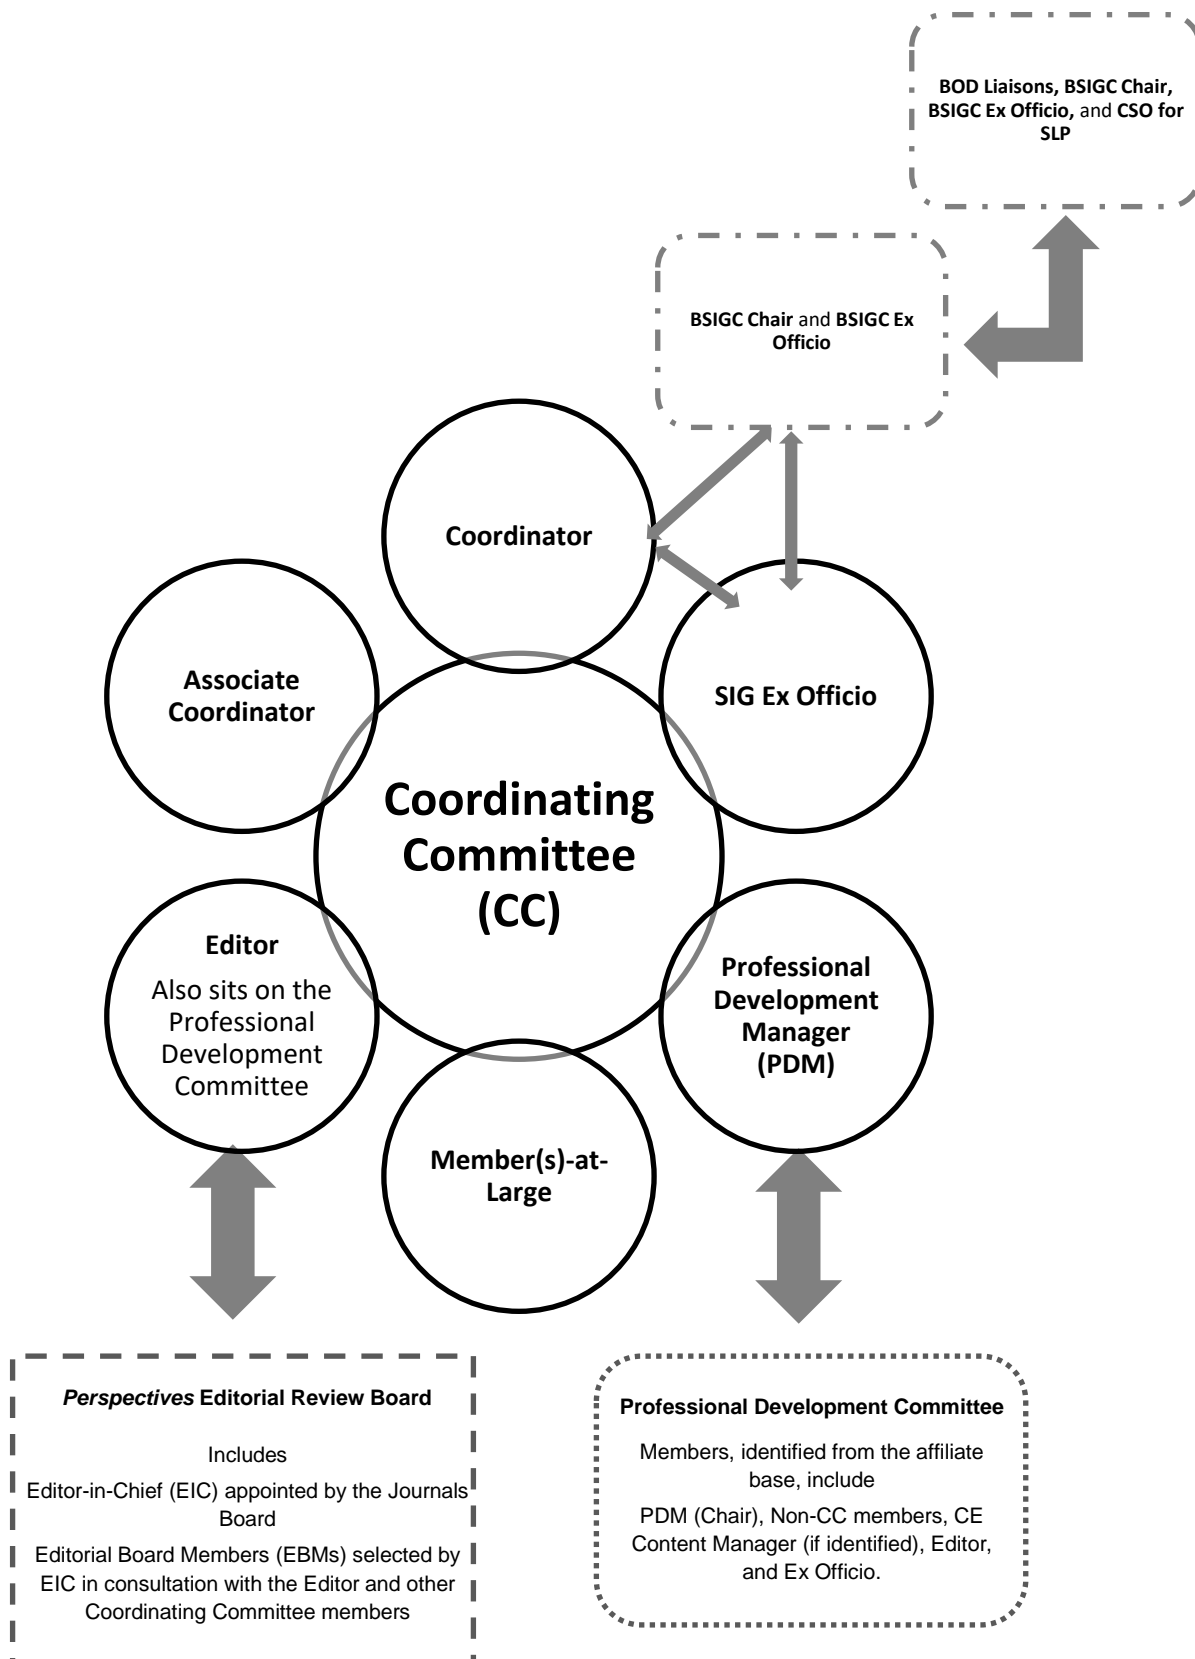 BOD Liaisons, BSIGC Chair,
BSIGC Ex Officio, and CSO for
SLP
BSIGC Chair and BSIGC Ex
Officio
Coordinator
Associate
Coordinator
SIG Ex Officio
Coordinating
Committee
(CC)
Editor
Also sits on the
Professional
Development
Committee
Professional
Development
Manager
(PDM)
Member(s)-at-
Large
Perspectives Editorial Review Board
Includes
Editor-in-Chief (EIC) appointed by the Journals
Board
Editorial Board Members (EBMs) selected by
EIC in consultation with the Editor and other
Coordinating Committee members
Professional Development Committee
Members, identified from the affiliate
base, include
PDM (Chair), Non-CC members, CE
Content Manager (if identified), Editor,
and Ex Officio.